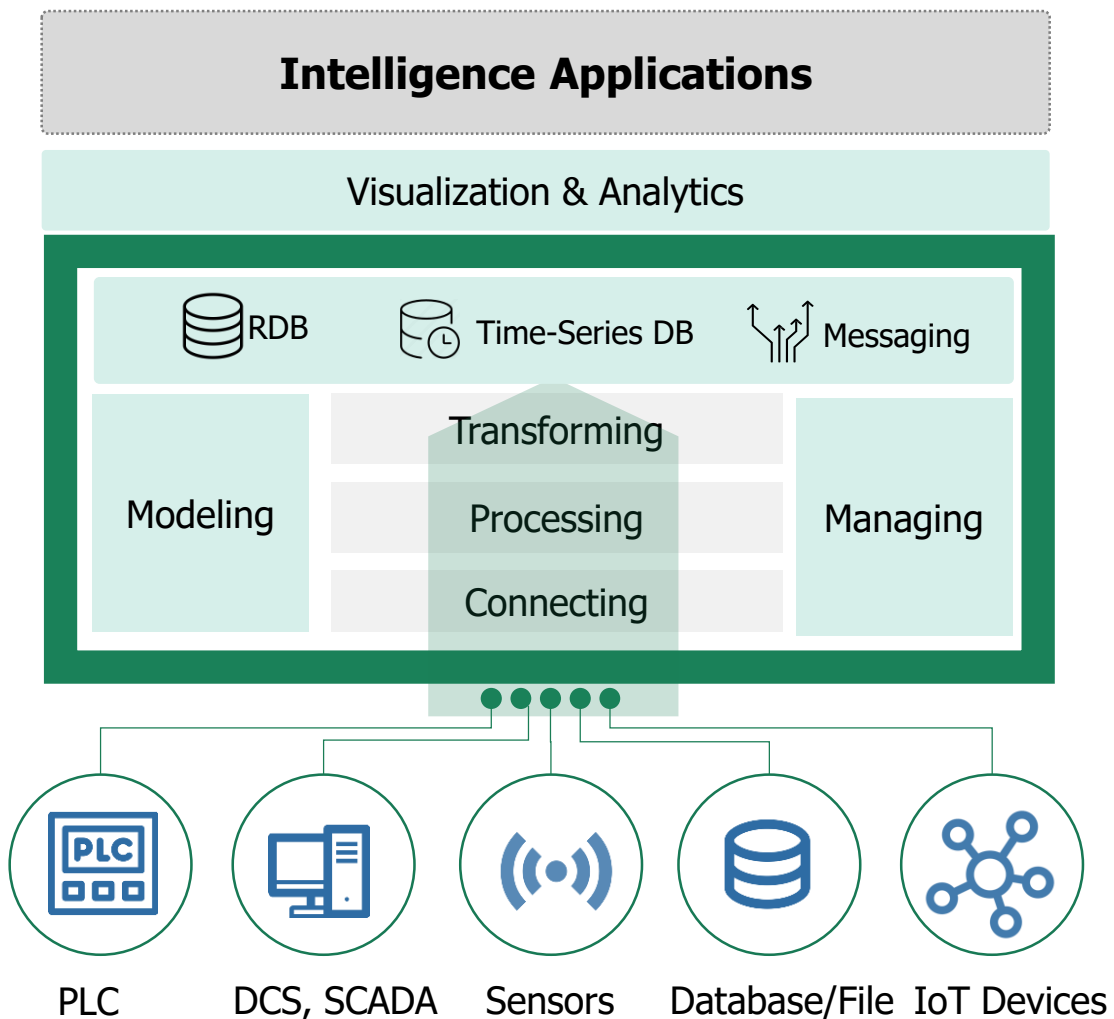 Intelligence Applications
Visualization & Analytics
RDB
Time-Series DB
Messaging
Transforming
Modeling
Processing
Managing
Connecting
PLC
PLC
DCS, SCADA
Sensors
Database/File
IoT Devices